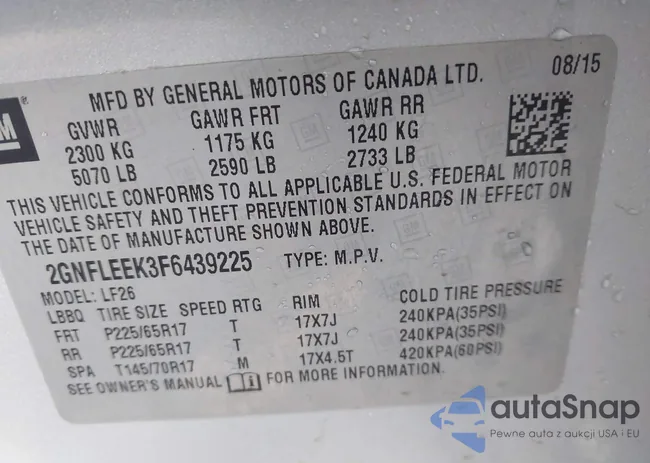 GM
®
MFD BY GENERAL MOTORS OF CANADA LTD. 08/15
GVWR GAWR FRT GAWR RR
2300 KG 1175 KG 1240 KG
5070 LB 2590 LB 2733 LB
THIS VEHICLE CONFORMS TO ALL APPLICABLE U.S. FEDERAL MOTOR
VEHICLE SAFETY AND THEFT PREVENTION STANDARDS IN EFFECT ON
THE DATE OF MANUFACTURE SHOWN ABOVE.
2GNFLEEK3F6439225 TYPE: M.P.V.
MODEL: LF26
LBBQ TIRE SIZE SPEED RTG RIM COLD TIRE PRESSURE
FRT P225/65R17 T 17X7J 240KPA(35PSI)
RR P225/65R17 T 17X7J 240KPA(35PSI)
SPA T145/70R17 M 17X4.5T 420KPA(60PSI)
SEE OWNER'S MANUAL i FOR MORE INFORMATION.
autaSnap
Pewne auta z aukcji USA i EU